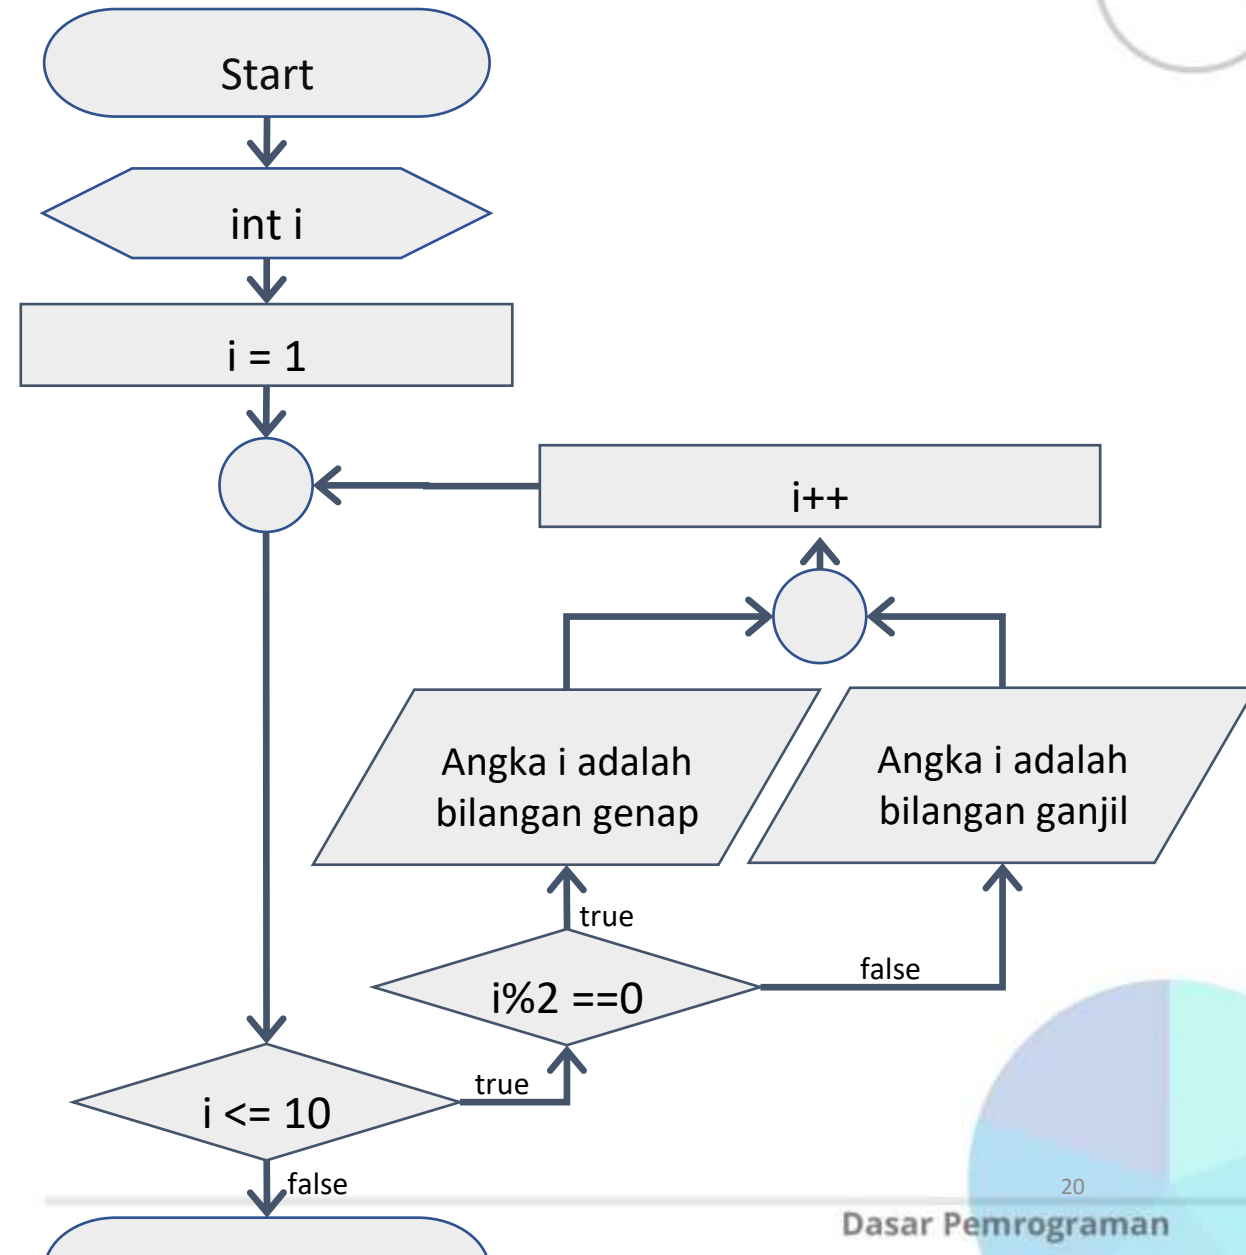 Start
int i
i = 1
i++
Angka i adalah
bilangan genap
Angka i adalah
bilangan ganjil
true
false
i%2 ==0
true
i <= 10
false
20
Dasar Pemrograman